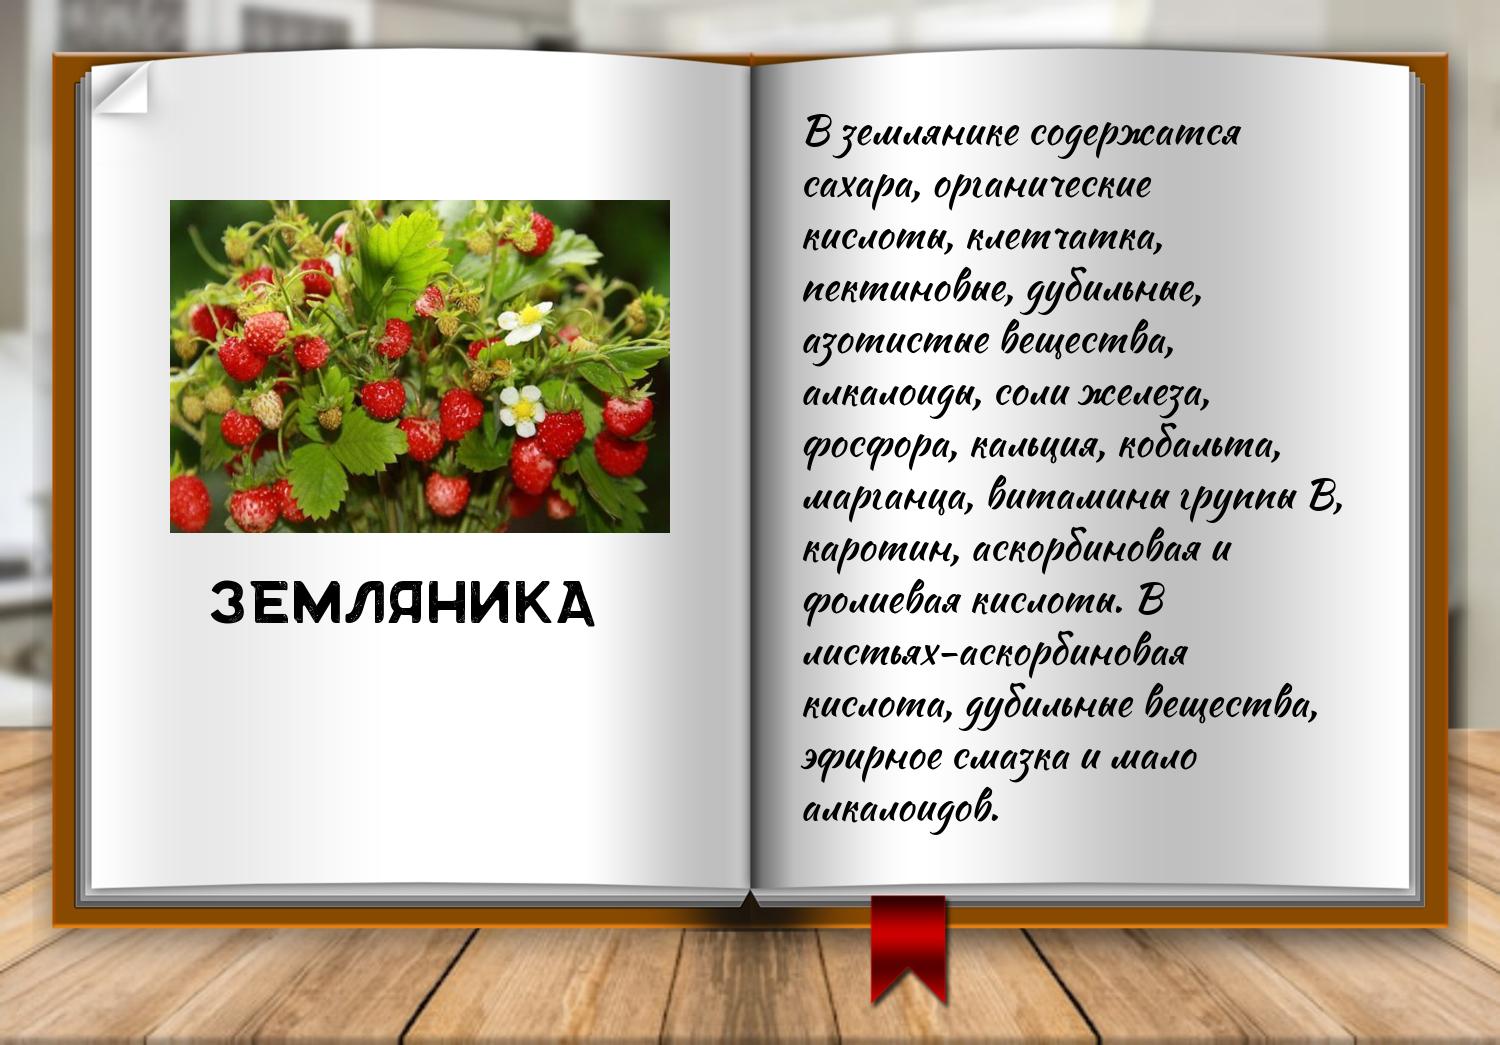 ЗЕМЛЯНИКА
В землянике содержатся
сахара, органические
кислоты, клетчатка,
пектиновые, дубильные,
азотистые вещества,
алкалоиды, соли железа,
фосфора, кальция, кобальта,
марганца, витамины группы В,
каротин, аскорбиновая и
фолиевая кислоты. В
листьях-аскорбиновая
кислота, дубильные вещества,
эфирное смазка и мало
алкалоидов.